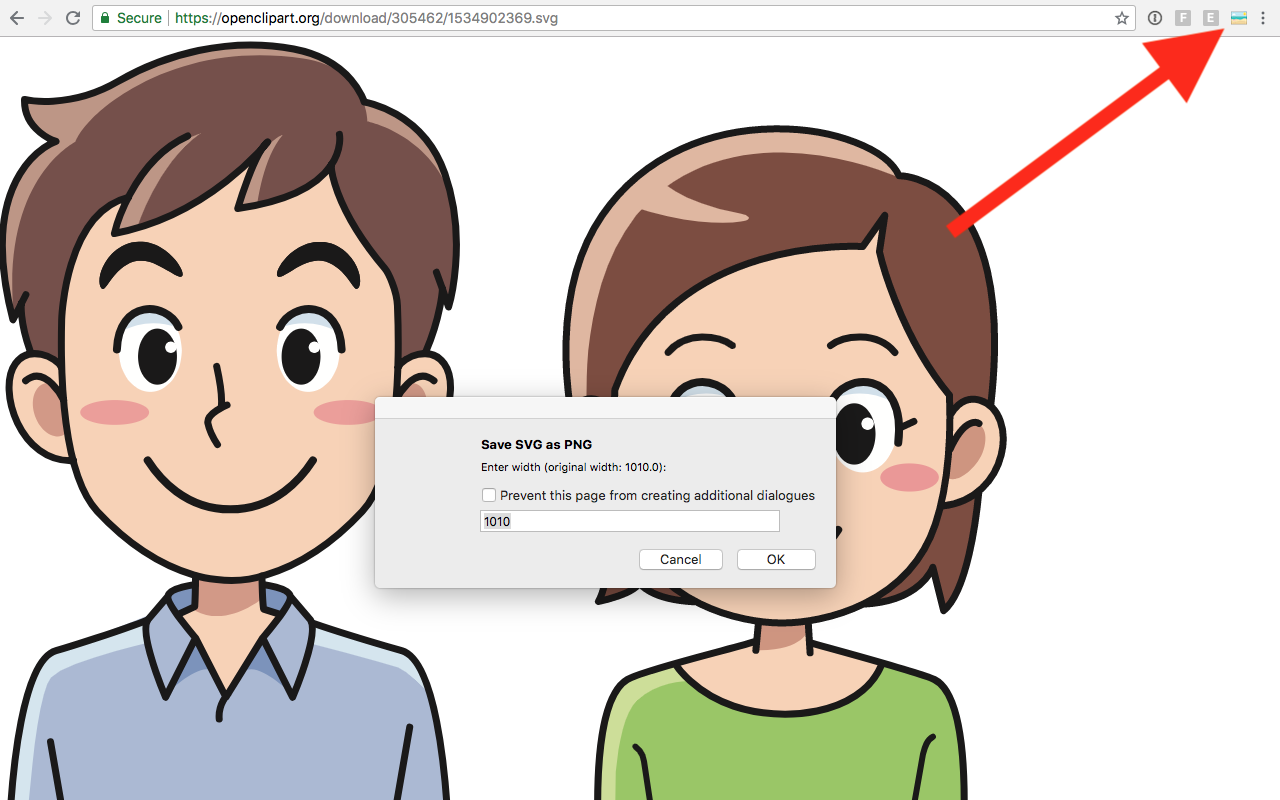 Secure https://openclipart.org/download/305462/1534902369.svg
F E
Save SVG as PNG
Enter width (original width: 1010.0):
Prevent this page from creating additional dialogues
1010
Cancel OK